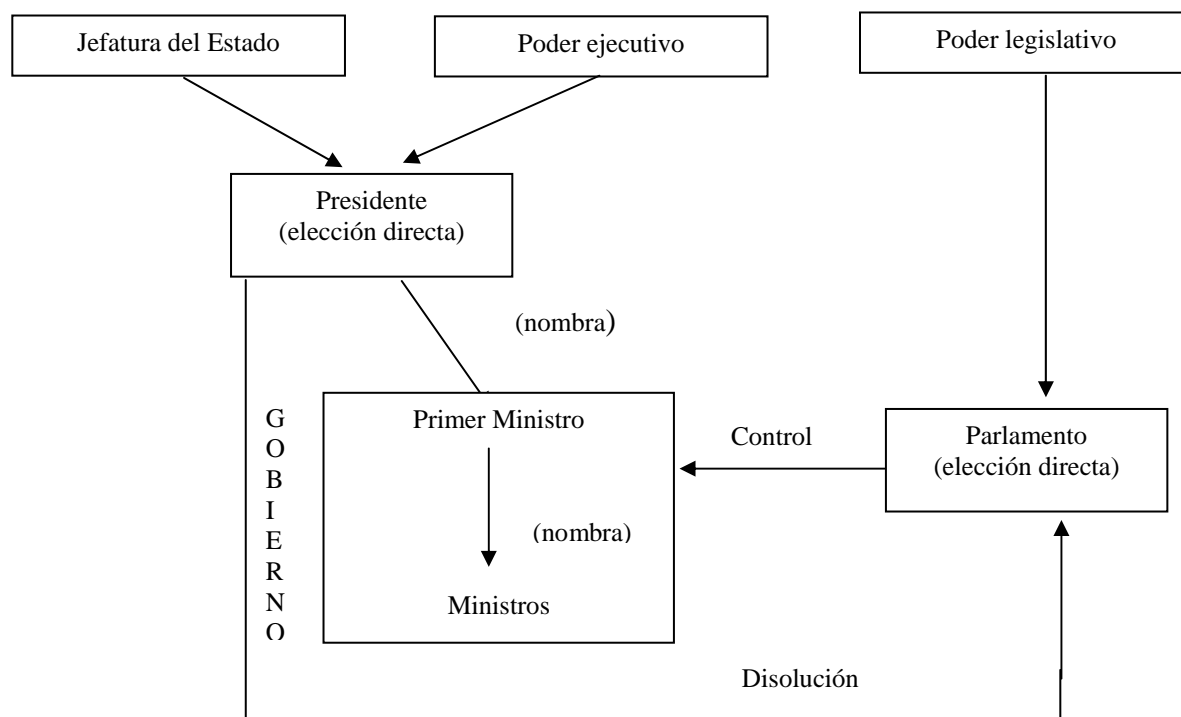 Jefatura del Estado
Poder ejecutivo
Poder legislativo
Presidente
(elección directa)
(nombra)
G
O
B
I
E
R
N
O
Primer Ministro
(nombra)
Ministros
Control
Parlamento
(elección directa)
Disolución